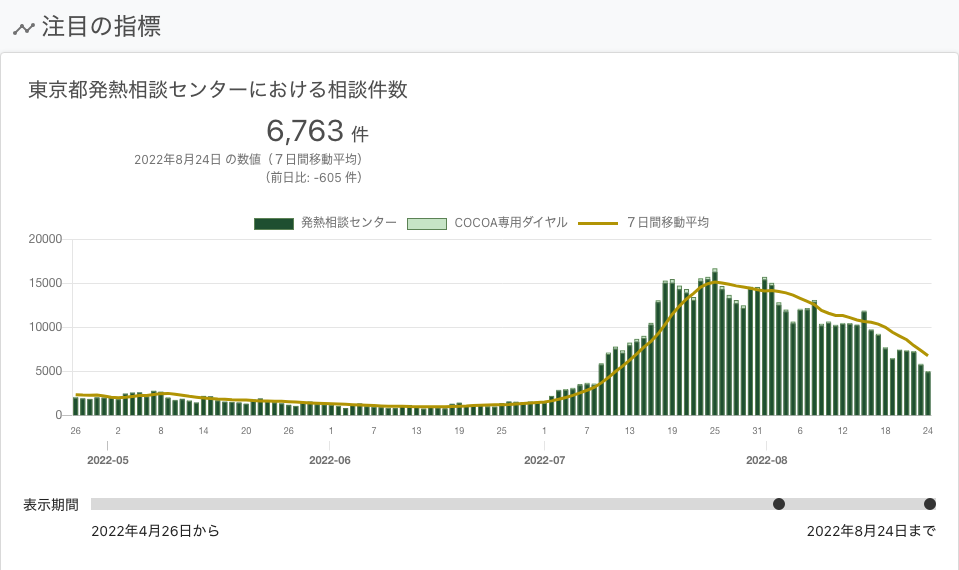 注目の指標
東京都発熱相談センターにおける相談件数
6,763 件
2022年8月24日 の数値（７日間移動平均）
（前日比: -605 件）
発熱相談センター COCOA専用ダイヤル ７日間移動平均
20000
15000
10000
5000
0
26 2 8 14 20 26 1 7 13 19 25 1 7 13 19 25 31 6 12 18 24
2022-05 2022-06 2022-07 2022-08
表示期間
2022年4月26日から 2022年8月24日まで